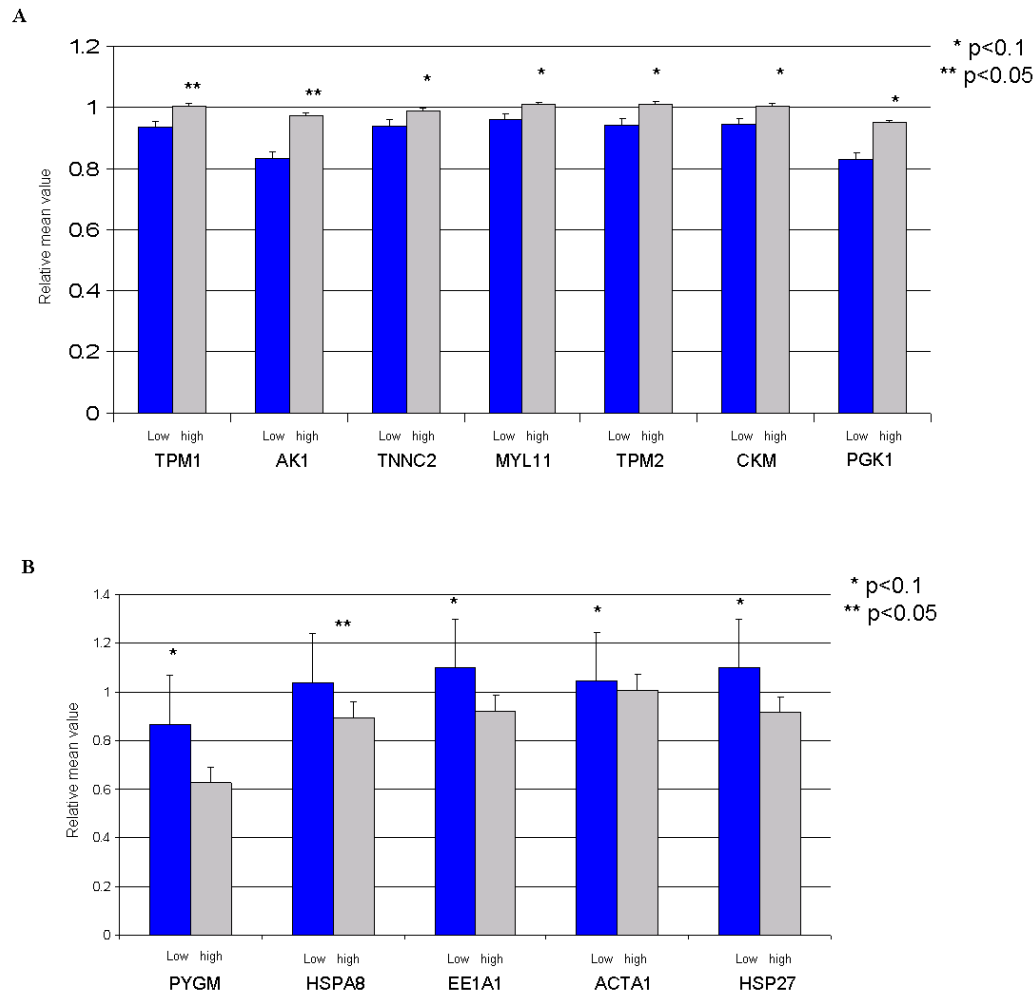 A
* p<0.1
** p<0.05
Relative mean value
1.2
1
0.8
0.6
0.4
0.2
0
** ** * * * * *
Low high Low high Low high Low high Low high Low high Low high
TPM1 AK1 TNNC2 MYL11 TPM2 CKM PGK1
B
* p<0.1
** p<0.05
Relative mean value
1.4
1.2
1
0.8
0.6
0.4
0.2
0
* ** * * *
Low high Low high Low high Low high Low high
PYGM HSPA8 EE1A1 ACTA1 HSP27